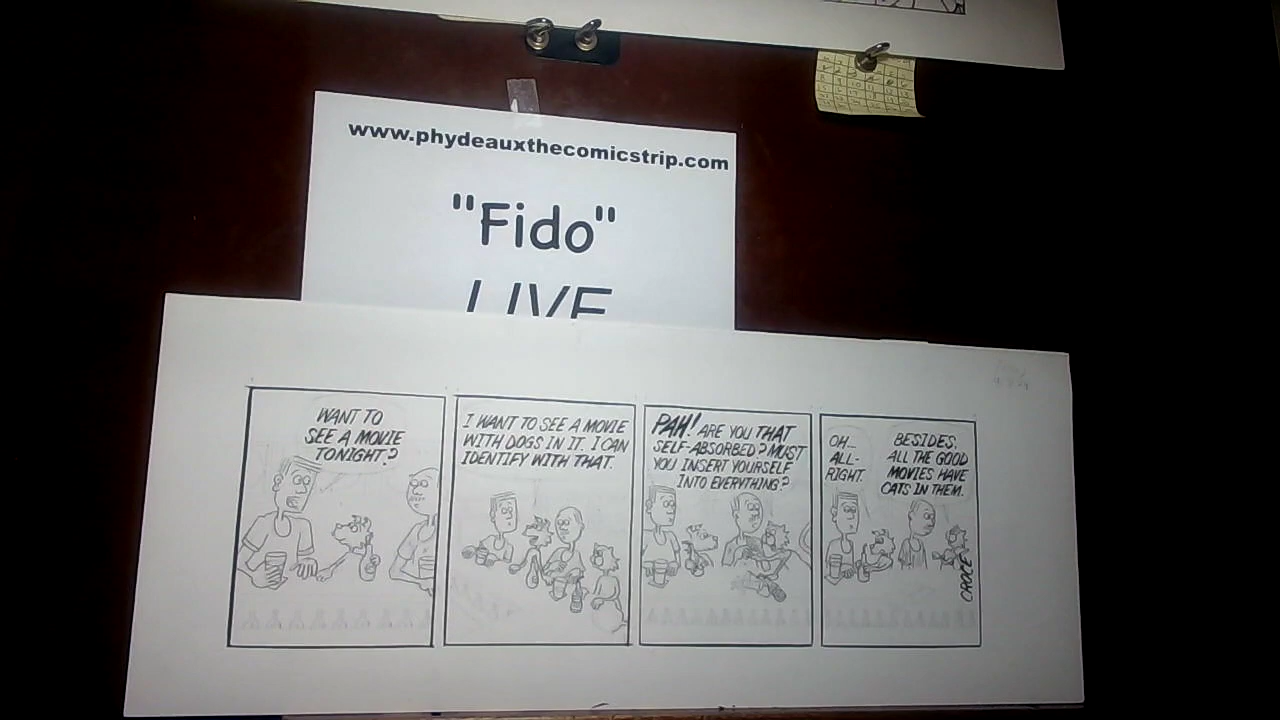 www.phydeauxthecomicstrip.com
"Fido"
LIVE
WANT TO
SEE A MOVIE
TONIGHT?
I WANT TO SEE A MOVIE
WITH DOGS IN IT. I CAN
IDENTIFY WITH THAT.
PAH! ARE YOU THAT
SELF-ABSORBED? MUST
YOU INSERT YOURSELF
INTO EVERYTHING?
OH...
ALL-
RIGHT.
BESIDES,
ALL THE GOOD
MOVIES HAVE
CATS IN THEM.
CROCE